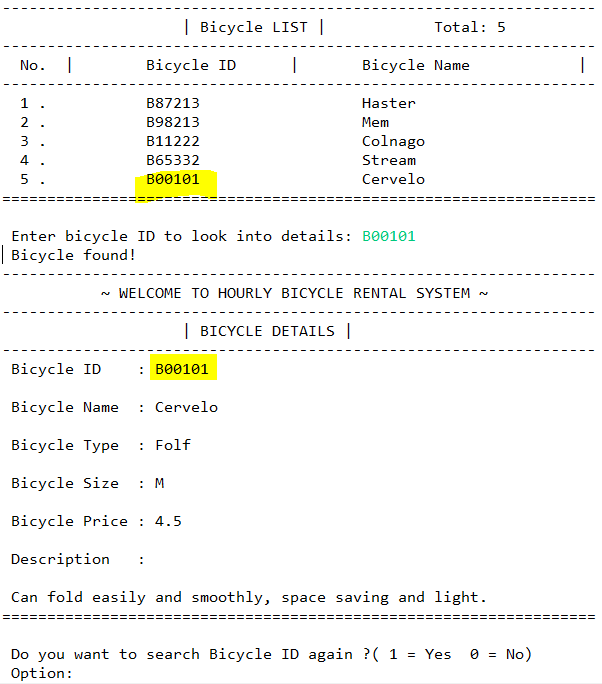 | Bicycle LIST | Total: 5
No. | Bicycle ID | Bicycle Name |
1 . B87213 Haster
2 . B98213 Mem
3 . B11222 Colnago
4 . B65332 Stream
5 . B00101 Cervelo
Enter bicycle ID to look into details: B00101
Bicycle found!
~ WELCOME TO HOURLY BICYCLE RENTAL SYSTEM ~
| BICYCLE DETAILS |
Bicycle ID : B00101
Bicycle Name : Cervelo
Bicycle Type : Folf
Bicycle Size : M
Bicycle Price : 4.5
Description :
Can fold easily and smoothly, space saving and light.
Do you want to search Bicycle ID again ?( 1 = Yes 0 = No)
Option: